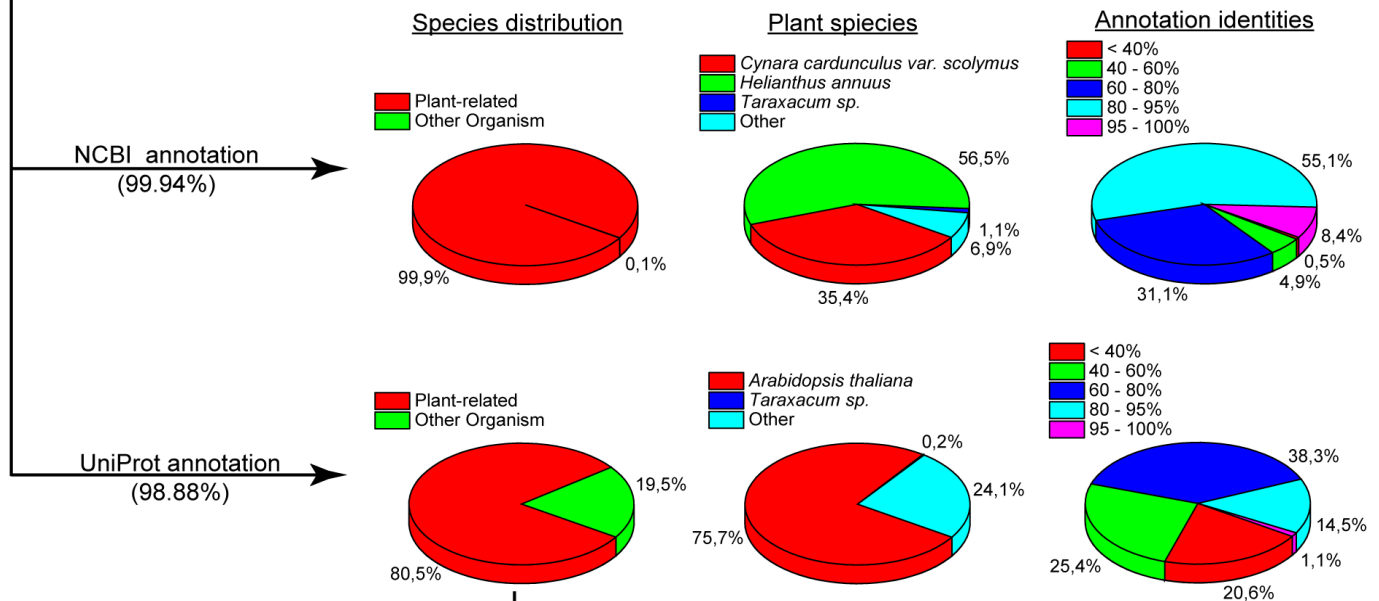 Species distribution
Plant spiecies
Annotation identities
Plant-related
Other Organism
Cynara cardunculus var. scolymus
Helianthus annuus
Taraxacum sp.
Other
< 40%
40 - 60%
60 - 80%
80 - 95%
95 - 100%
NCBI annotation
(99.94%)
99,9%
0,1%
56,5%
1,1%
6,9%
35,4%
55,1%
8,4%
0,5%
4,9%
31,1%
Plant-related
Other Organism
Arabidopsis thaliana
Taraxacum sp.
Other
< 40%
40 - 60%
60 - 80%
80 - 95%
95 - 100%
UniProt annotation
(98.88%)
19,5%
80,5%
0,2%
24,1%
75,7%
38,3%
14,5%
1,1%
20,6%
25,4%